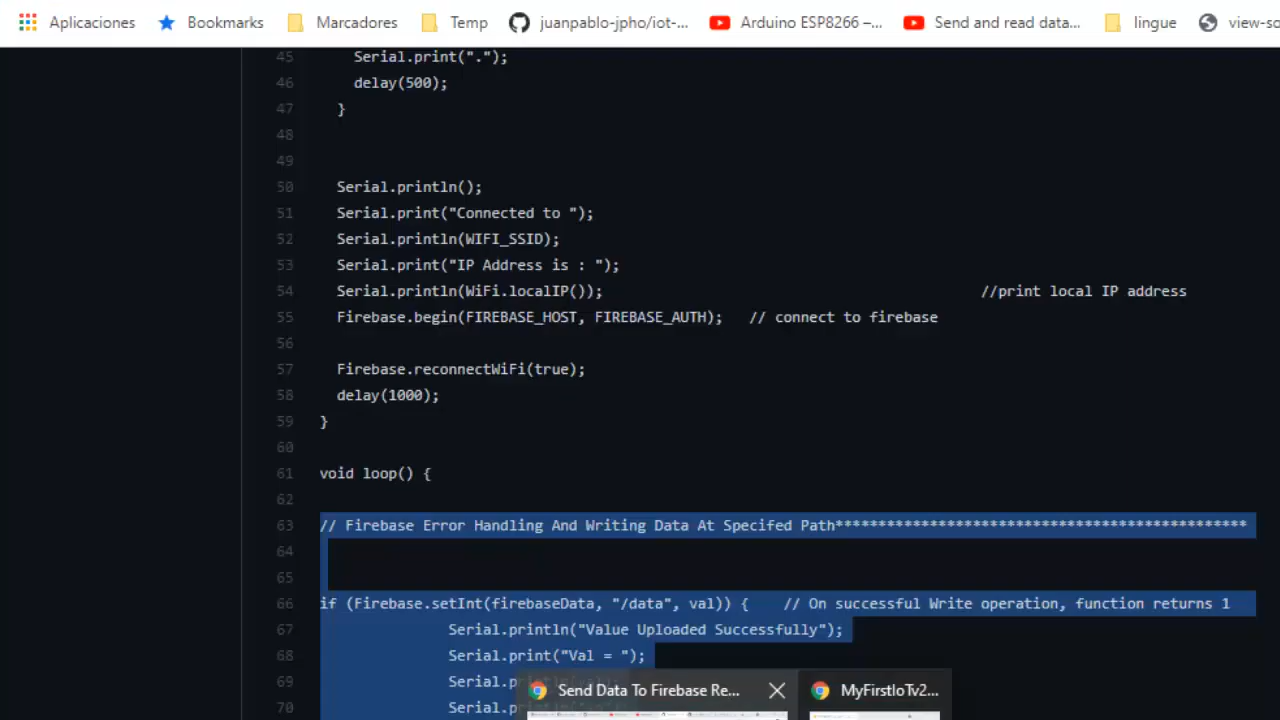 Aplicaciones Bookmarks Marcadores Temp juanpablo-jpho/iot-... Arduino ESP8266 –... Send and read data... lingue view-so
45 Serial.print(".");
46 delay(500);
47 }
48
49
50 Serial.println();
51 Serial.print("Connected to ");
52 Serial.println(WIFI_SSID);
53 Serial.print("IP Address is : ");
54 Serial.println(WiFi.localIP()); //print local IP address
55 Firebase.begin(FIREBASE_HOST, FIREBASE_AUTH); // connect to firebase
56
57 Firebase.reconnectWiFi(true);
58 delay(1000);
59 }
60
61 void loop() {
62
63 // Firebase Error Handling And Writing Data At Specifed Path************************************************
64
65
66 if (Firebase.setInt(firebaseData, "/data", val)) { // On successful Write operation, function returns 1
67 Serial.println("Value Uploaded Successfully");
68 Serial.print("Val = ");
69 Serial.
70 Serial.
Send Data To Firebase Re... MyFirstIoTv2...